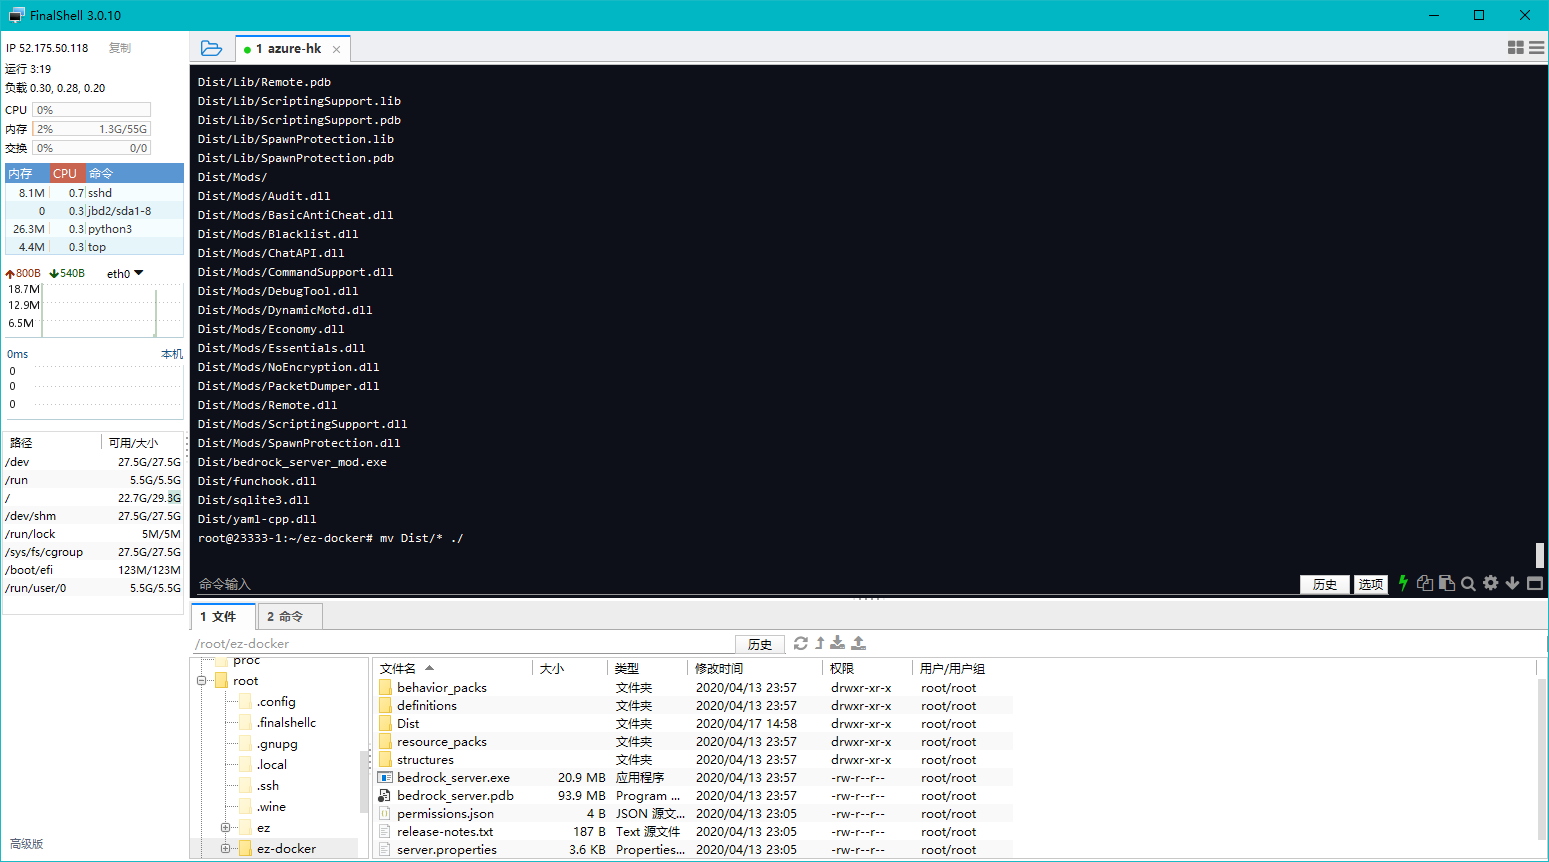 FinalShell 3.0.10
IP 52.175.50.118 复制
运行 3:19
负载 0.30, 0.28, 0.20
CPU 0%
内存 2% 1.3G/55G
交换 0% 0/0
内存 CPU 命令
8.1M 0.7 sshd
0 0.3 jbd2/sda1-8
26.3M 0.3 python3
4.4M 0.3 top
800B 540B eth0
18.7M
12.9M
6.5M
0ms 本机
0
0
0
路径 可用/大小
/dev 27.5G/27.5G
/run 5.5G/5.5G
/ 22.7G/29.3G
/dev/shm 27.5G/27.5G
/run/lock 5M/5M
/sys/fs/cgroup 27.5G/27.5G
/boot/efi 123M/123M
/run/user/0 5.5G/5.5G
高级版
1 azure-hk
Dist/Lib/Remote.pdb
Dist/Lib/ScriptingSupport.lib
Dist/Lib/ScriptingSupport.pdb
Dist/Lib/SpawnProtection.lib
Dist/Lib/SpawnProtection.pdb
Dist/Mods/
Dist/Mods/Audit.dll
Dist/Mods/BasicAntiCheat.dll
Dist/Mods/Blacklist.dll
Dist/Mods/ChatAPI.dll
Dist/Mods/CommandSupport.dll
Dist/Mods/DebugTool.dll
Dist/Mods/DynamicMotd.dll
Dist/Mods/Economy.dll
Dist/Mods/Essentials.dll
Dist/Mods/NoEncryption.dll
Dist/Mods/PacketDumper.dll
Dist/Mods/Remote.dll
Dist/Mods/ScriptingSupport.dll
Dist/Mods/SpawnProtection.dll
Dist/bedrock_server_mod.exe
Dist/funchook.dll
Dist/sqlite3.dll
Dist/yaml-cpp.dll
root@23333-1:~/ez-docker# mv Dist/* ./
命令输入 历史 选项
1 文件 2 命令
/root/ez-docker 历史
proc
root
.config
.finalshellc
.gnupg
.local
.ssh
.wine
ez
ez-docker
文件名 大小 类型 修改时间 权限 用户/用户组
behavior_packs 文件夹 2020/04/13 23:57 drwxr-xr-x root/root
definitions 文件夹 2020/04/13 23:57 drwxr-xr-x root/root
Dist 文件夹 2020/04/17 14:58 drwxr-xr-x root/root
resource_packs 文件夹 2020/04/13 23:57 drwxr-xr-x root/root
structures 文件夹 2020/04/13 23:57 drwxr-xr-x root/root
bedrock_server.exe 20.9 MB 应用程序 2020/04/13 23:57 -rw-r--r-- root/root
bedrock_server.pdb 93.9 MB Program ... 2020/04/13 23:57 -rw-r--r-- root/root
permissions.json 4 B JSON 源文... 2020/04/13 23:05 -rw-r--r-- root/root
release-notes.txt 187 B Text 源文件 2020/04/13 23:05 -rw-r--r-- root/root
server.properties 3.6 KB Properties... 2020/04/13 23:05 -rw-r--r-- root/root